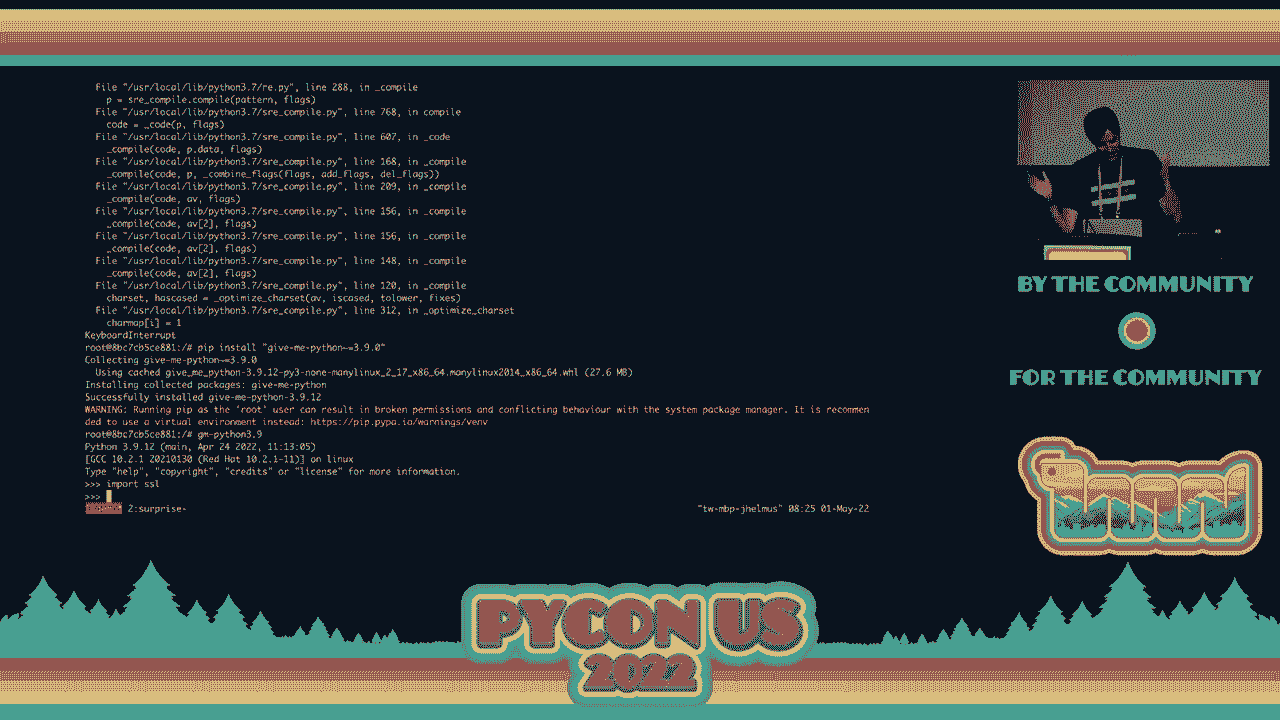 File "/usr/local/lib/python3.7/re.py", line 288, in _compile
p = sre_compile.compile(pattern, flags)
File "/usr/local/lib/python3.7/sre_compile.py", line 768, in compile
code = _code(p, flags)
File "/usr/local/lib/python3.7/sre_compile.py", line 607, in _code
_compile(code, p.data, flags)
File "/usr/local/lib/python3.7/sre_compile.py", line 168, in _compile
_compile(code, p, _combine_flags(flags, add_flags, del_flags))
File "/usr/local/lib/python3.7/sre_compile.py", line 209, in _compile
_compile(code, av, flags)
File "/usr/local/lib/python3.7/sre_compile.py", line 156, in _compile
_compile(code, av[2], flags)
File "/usr/local/lib/python3.7/sre_compile.py", line 156, in _compile
_compile(code, av[2], flags)
File "/usr/local/lib/python3.7/sre_compile.py", line 148, in _compile
_compile(code, av[2], flags)
File "/usr/local/lib/python3.7/sre_compile.py", line 120, in _compile
charset, hascased = _optimize_charset(av, iscased, tolower, fixes)
File "/usr/local/lib/python3.7/sre_compile.py", line 312, in _optimize_charset
charmap[i] = 1
KeyboardInterrupt
root@8bc7cb5ce881:/# pip install "give-me-python~=3.9.0"
Collecting give-me-python~=3.9.0
Using cached give_me_python-3.9.12-py3-none-manylinux_2_17_x86_64.manylinux2014_x86_64.whl (27.6 MB)
Installing collected packages: give-me-python
Successfully installed give-me-python-3.9.12
WARNING: Running pip as the 'root' user can result in broken permissions and conflicting behaviour with the system package manager. It is recommen
ded to use a virtual environment instead: https://pip.pypa.io/warnings/venv
root@8bc7cb5ce881:/# gm-python3.9
Python 3.9.12 (main, Apr 24 2022, 11:13:05)
[GCC 10.2.1 20210130 (Red Hat 10.2.1-11)] on linux
Type "help", "copyright", "credits" or "license" for more information.
>>> import ssl
>>>
2:surprise- "tw-mbp-jhelmus" 08:25 01-May-22
BY THE COMMUNITY
FOR THE COMMUNITY
PYCON US
2022